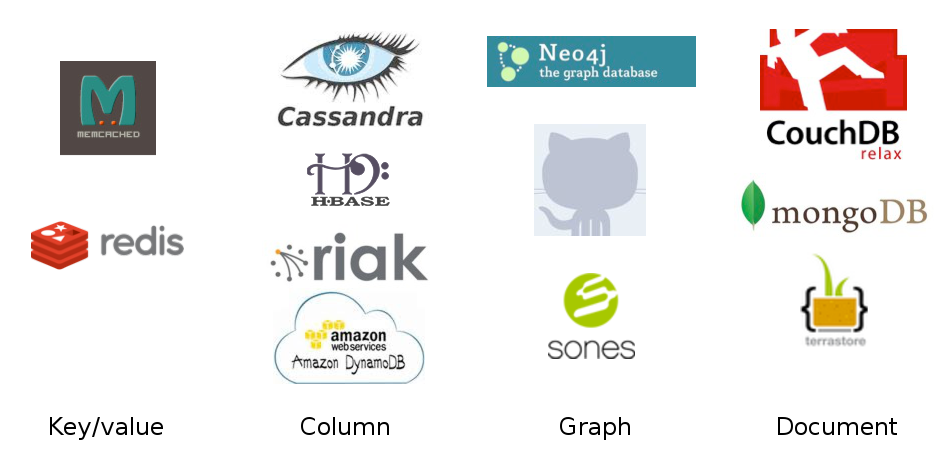 MEMCACHED
redis
Cassandra
HBASE
riak
amazon
webservices
Amazon DynamoDB
Neo4j
the graph database
sones
CouchDB
relax
mongoDB
{ }
terrastore
Key/value
Column
Graph
Document